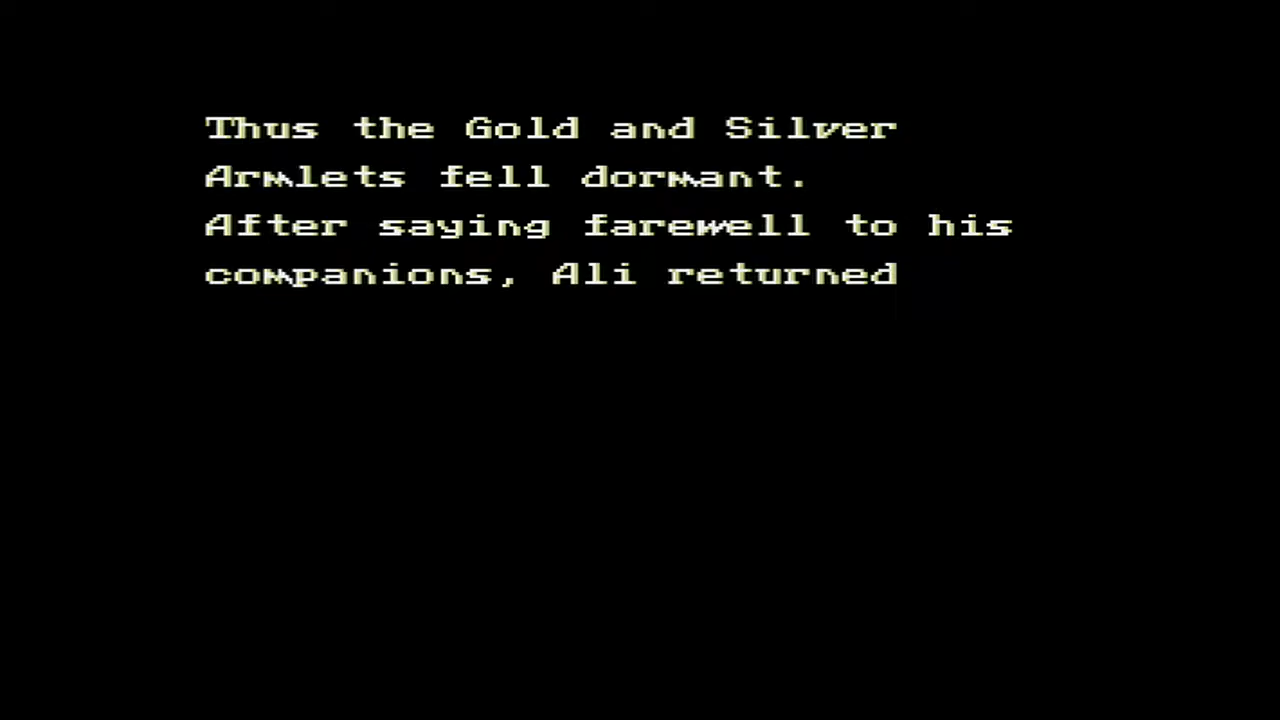 Thus the Gold and Silver
Armlets fell dormant.
After saying farewell to his
companions, Ali returned